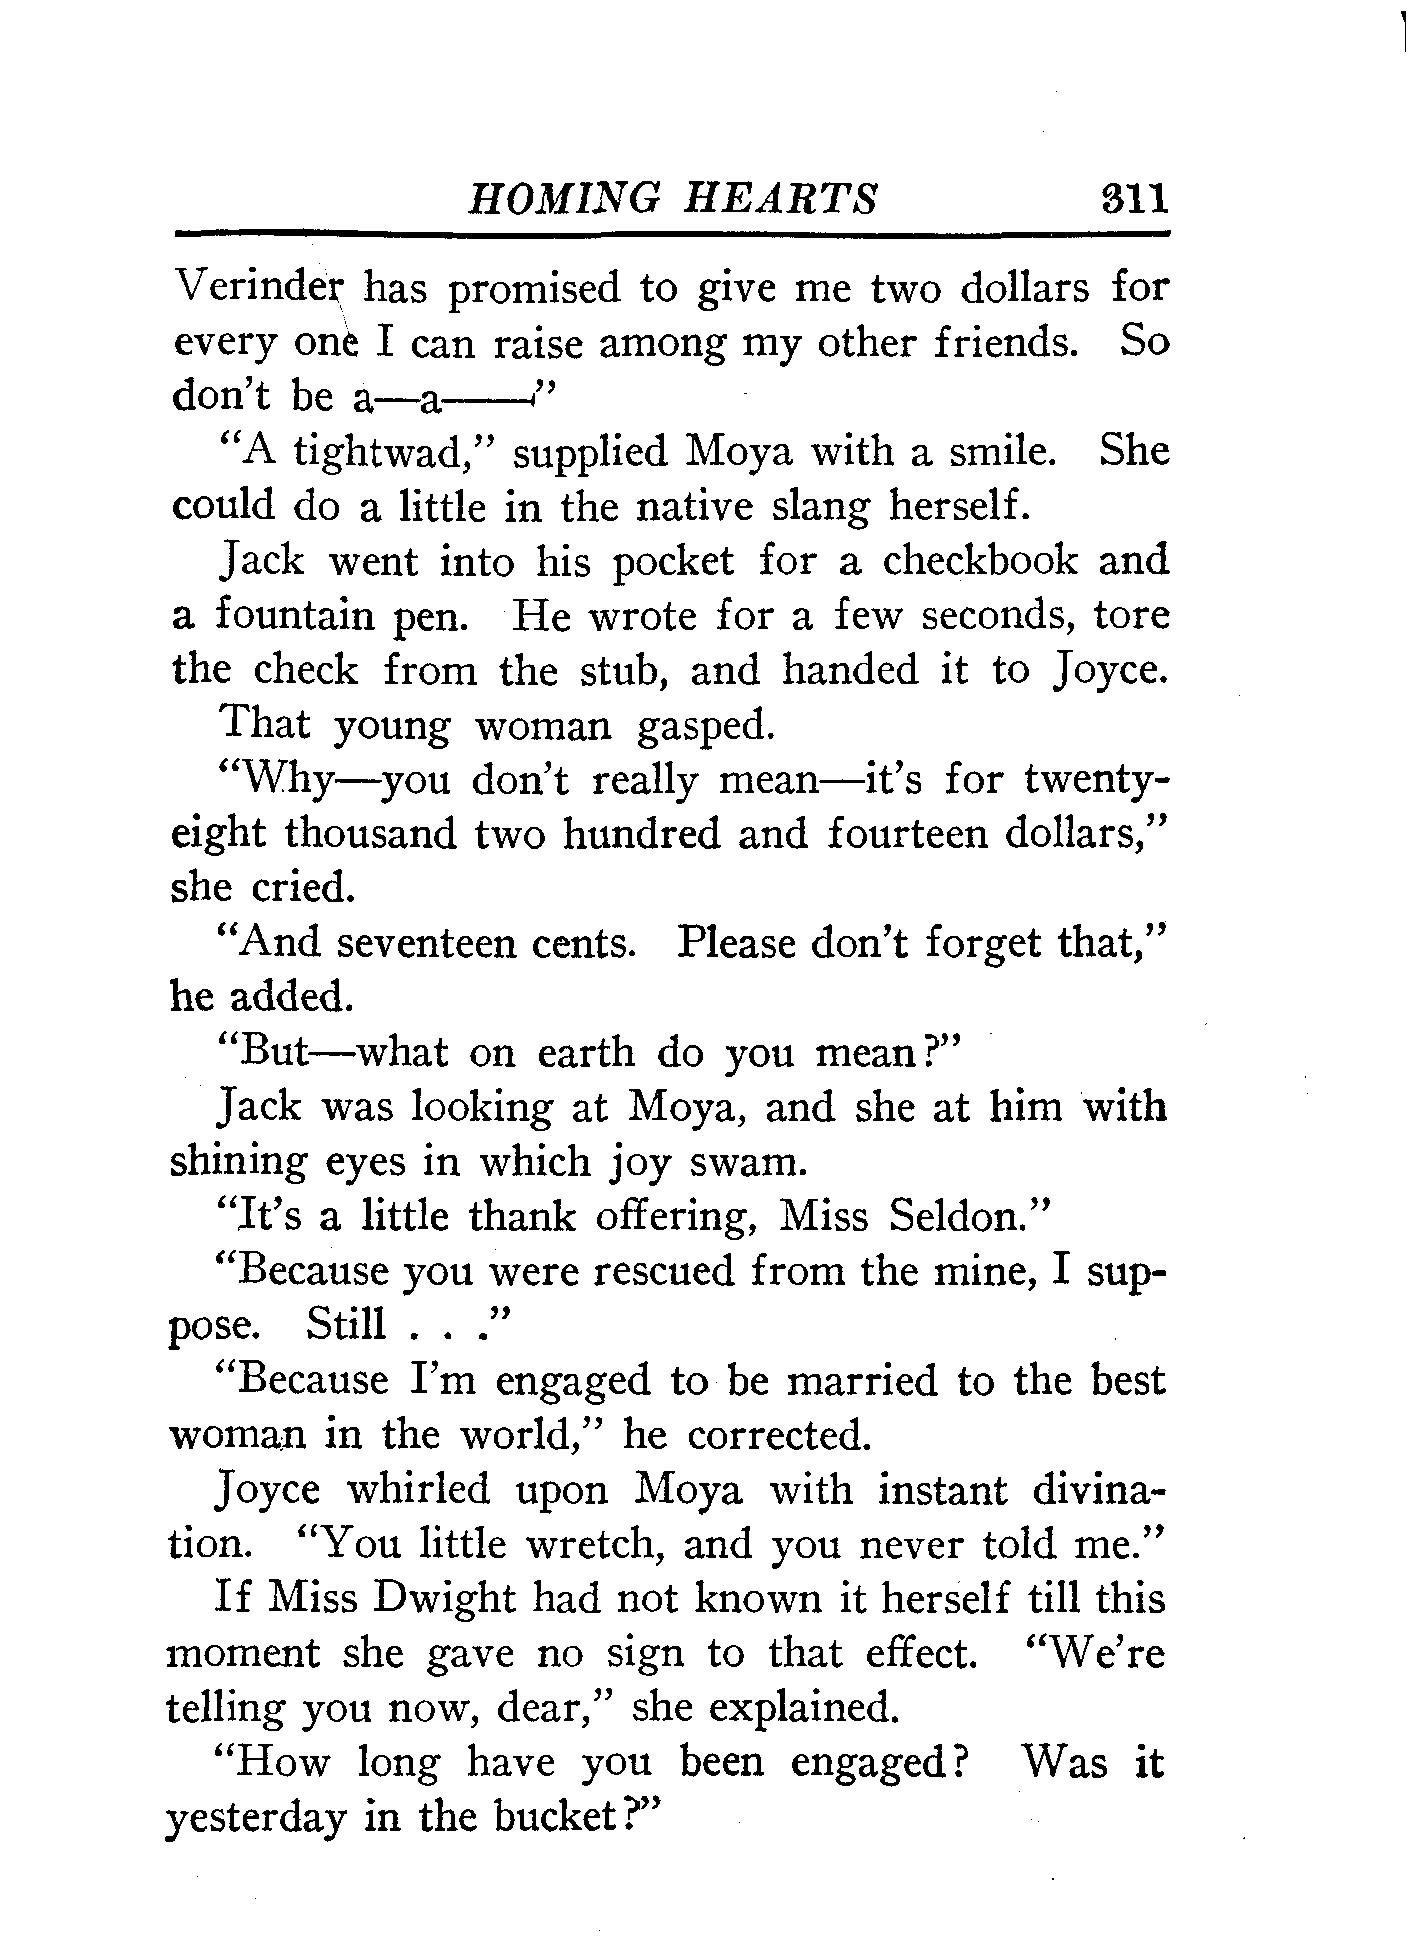 HOMING HEARTS 311
Verinder has promised to give me two dollars for
every one I can raise among my other friends. So
don't be a—a——"
"A tightwad," supplied Moya with a smile. She
could do a little in the native slang herself.
Jack went into his pocket for a checkbook and
a fountain pen. He wrote for a few seconds, tore
the check from the stub, and handed it to Joyce.
That young woman gasped.
"Why—you don't really mean—it's for twenty-
eight thousand two hundred and fourteen dollars,"
she cried.
"And seventeen cents. Please don't forget that,"
he added.
"But—what on earth do you mean?"
Jack was looking at Moya, and she at him with
shining eyes in which joy swam.
"It's a little thank offering, Miss Seldon."
"Because you were rescued from the mine, I sup-
pose. Still . . ."
"Because I'm engaged to be married to the best
woman in the world," he corrected.
Joyce whirled upon Moya with instant divina-
tion. "You little wretch, and you never told me."
If Miss Dwight had not known it herself till this
moment she gave no sign to that effect. "We're
telling you now, dear," she explained.
"How long have you been engaged? Was it
yesterday in the bucket?"